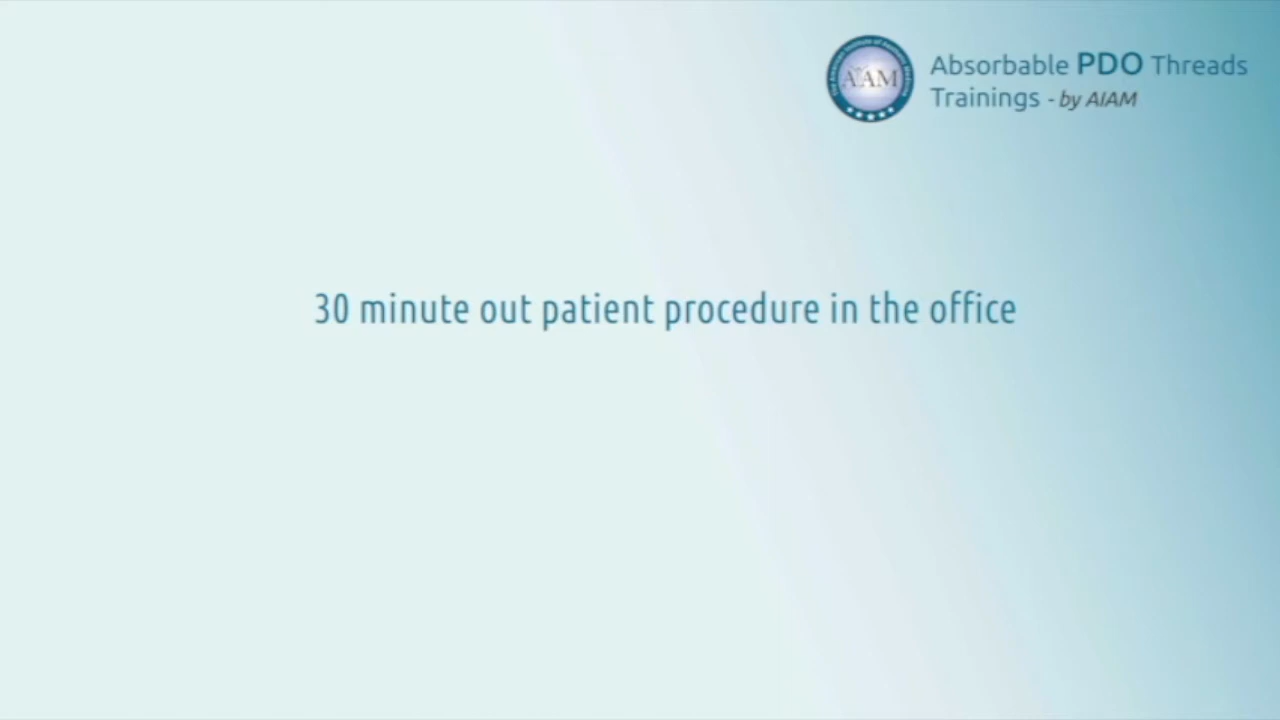 AIAM
Absorbable PDO Threads
Trainings - by AIAM
30 minute out patient procedure in the office